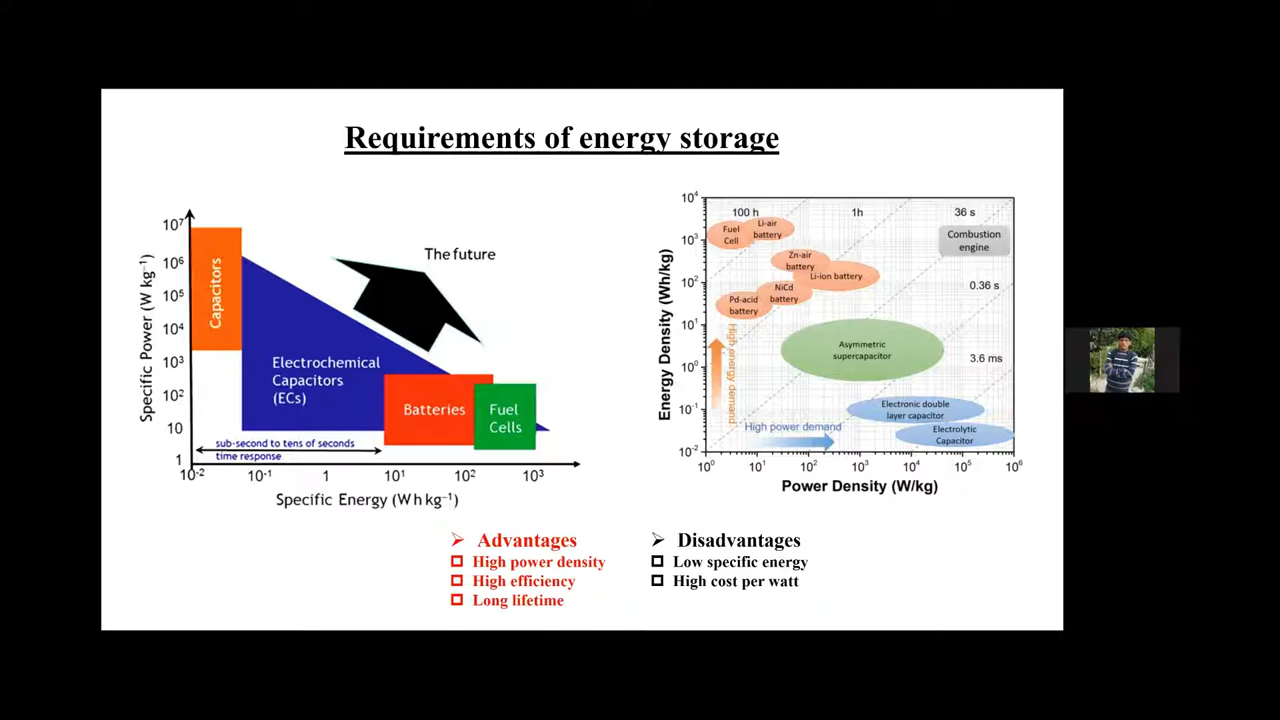 Requirements of energy storage
10⁷
10⁶
10⁵
10⁴
10³
10²
10
1
Specific Power (W kg⁻¹)
Capacitors
The future
Electrochemical
Capacitors
(ECs)
Batteries
Fuel
Cells
sub-second to tens of seconds
time response
10⁻²
10⁻¹
1
10¹
10²
10³
Specific Energy (W h kg⁻¹)
10⁴
10³
10²
10¹
10⁰
10⁻¹
10⁻²
Energy Density (Wh/kg)
100 h
1h
36 s
Fuel
Cell
Li-air
battery
Combustion
engine
Zn-air
battery
Li-ion battery
0.36 s
Pd-acid
battery
NiCd
battery
High energy
demand
Asymmetric
supercapacitor
3.6 ms
Electronic double
layer capacitor
High power demand
Electrolytic
Capacitor
10⁰
10¹
10²
10³
10⁴
10⁵
10⁶
Power Density (W/kg)
Advantages
High power density
High efficiency
Long lifetime
Disadvantages
Low specific energy
High cost per watt